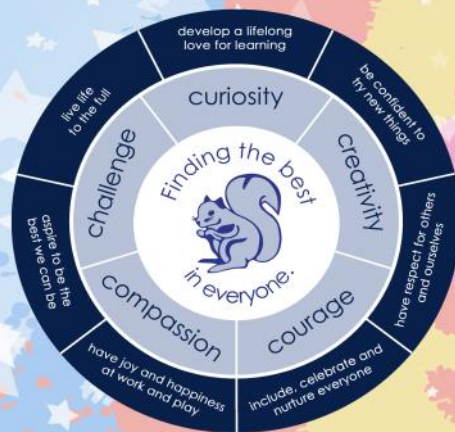 develop a lifelong
love for learning
be confident to
try new things
have respect for others
and ourselves
include, celebrate and
nurture everyone
have joy and happiness
at work and play
aspire to be the
best we can be
live life
to the full
curiosity
creativity
courage
compassion
challenge
Finding the best
in everyone.